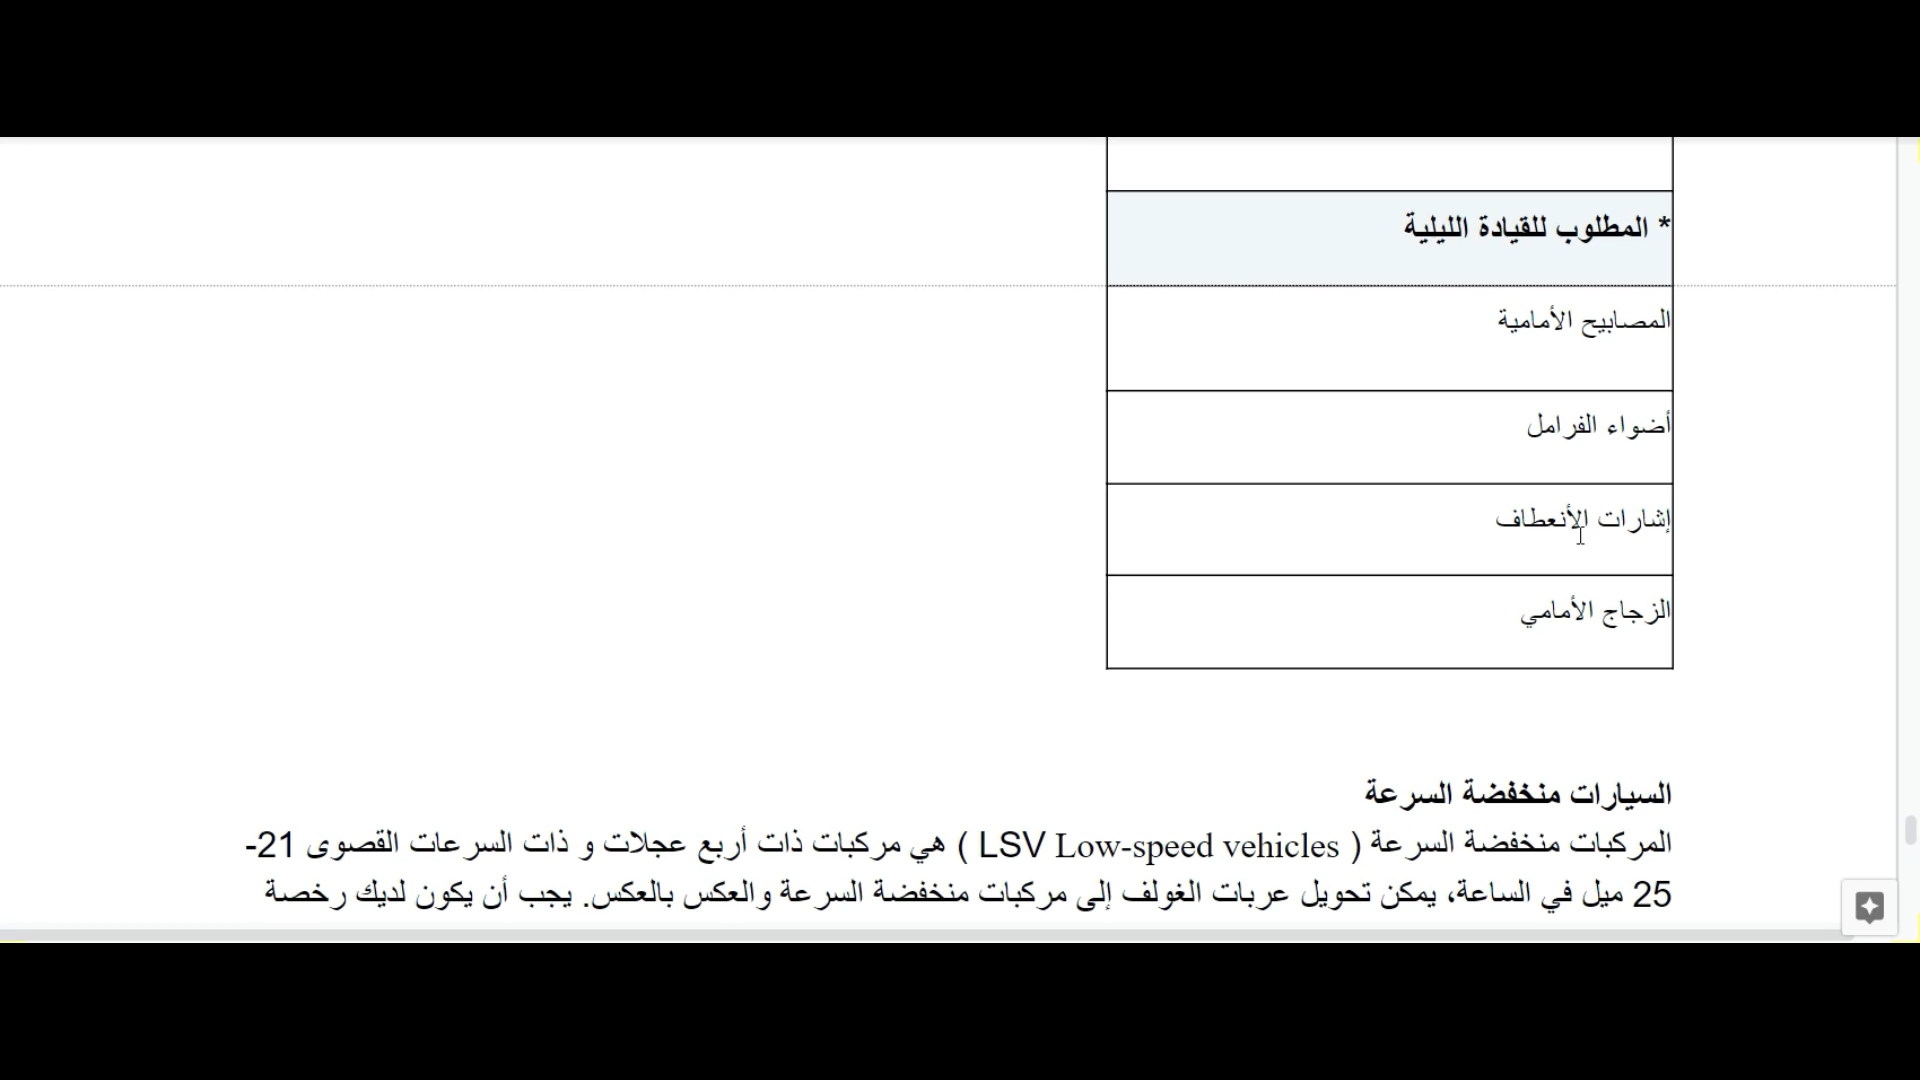 * المطلوب للقيادة الليلية
المصابيح الأمامية
أضواء الفرامل
إشارات الأنعطاف
الزجاج الأمامي
السيارات منخفضة السرعة
المركبات منخفضة السرعة ( LSV Low-speed vehicles ) هي مركبات ذات أربع عجلات و ذات السرعات القصوى 21-
25 ميل في الساعة، يمكن تحويل عربات الغولف إلى مركبات منخفضة السرعة والعكس بالعكس. يجب أن يكون لديك رخصة